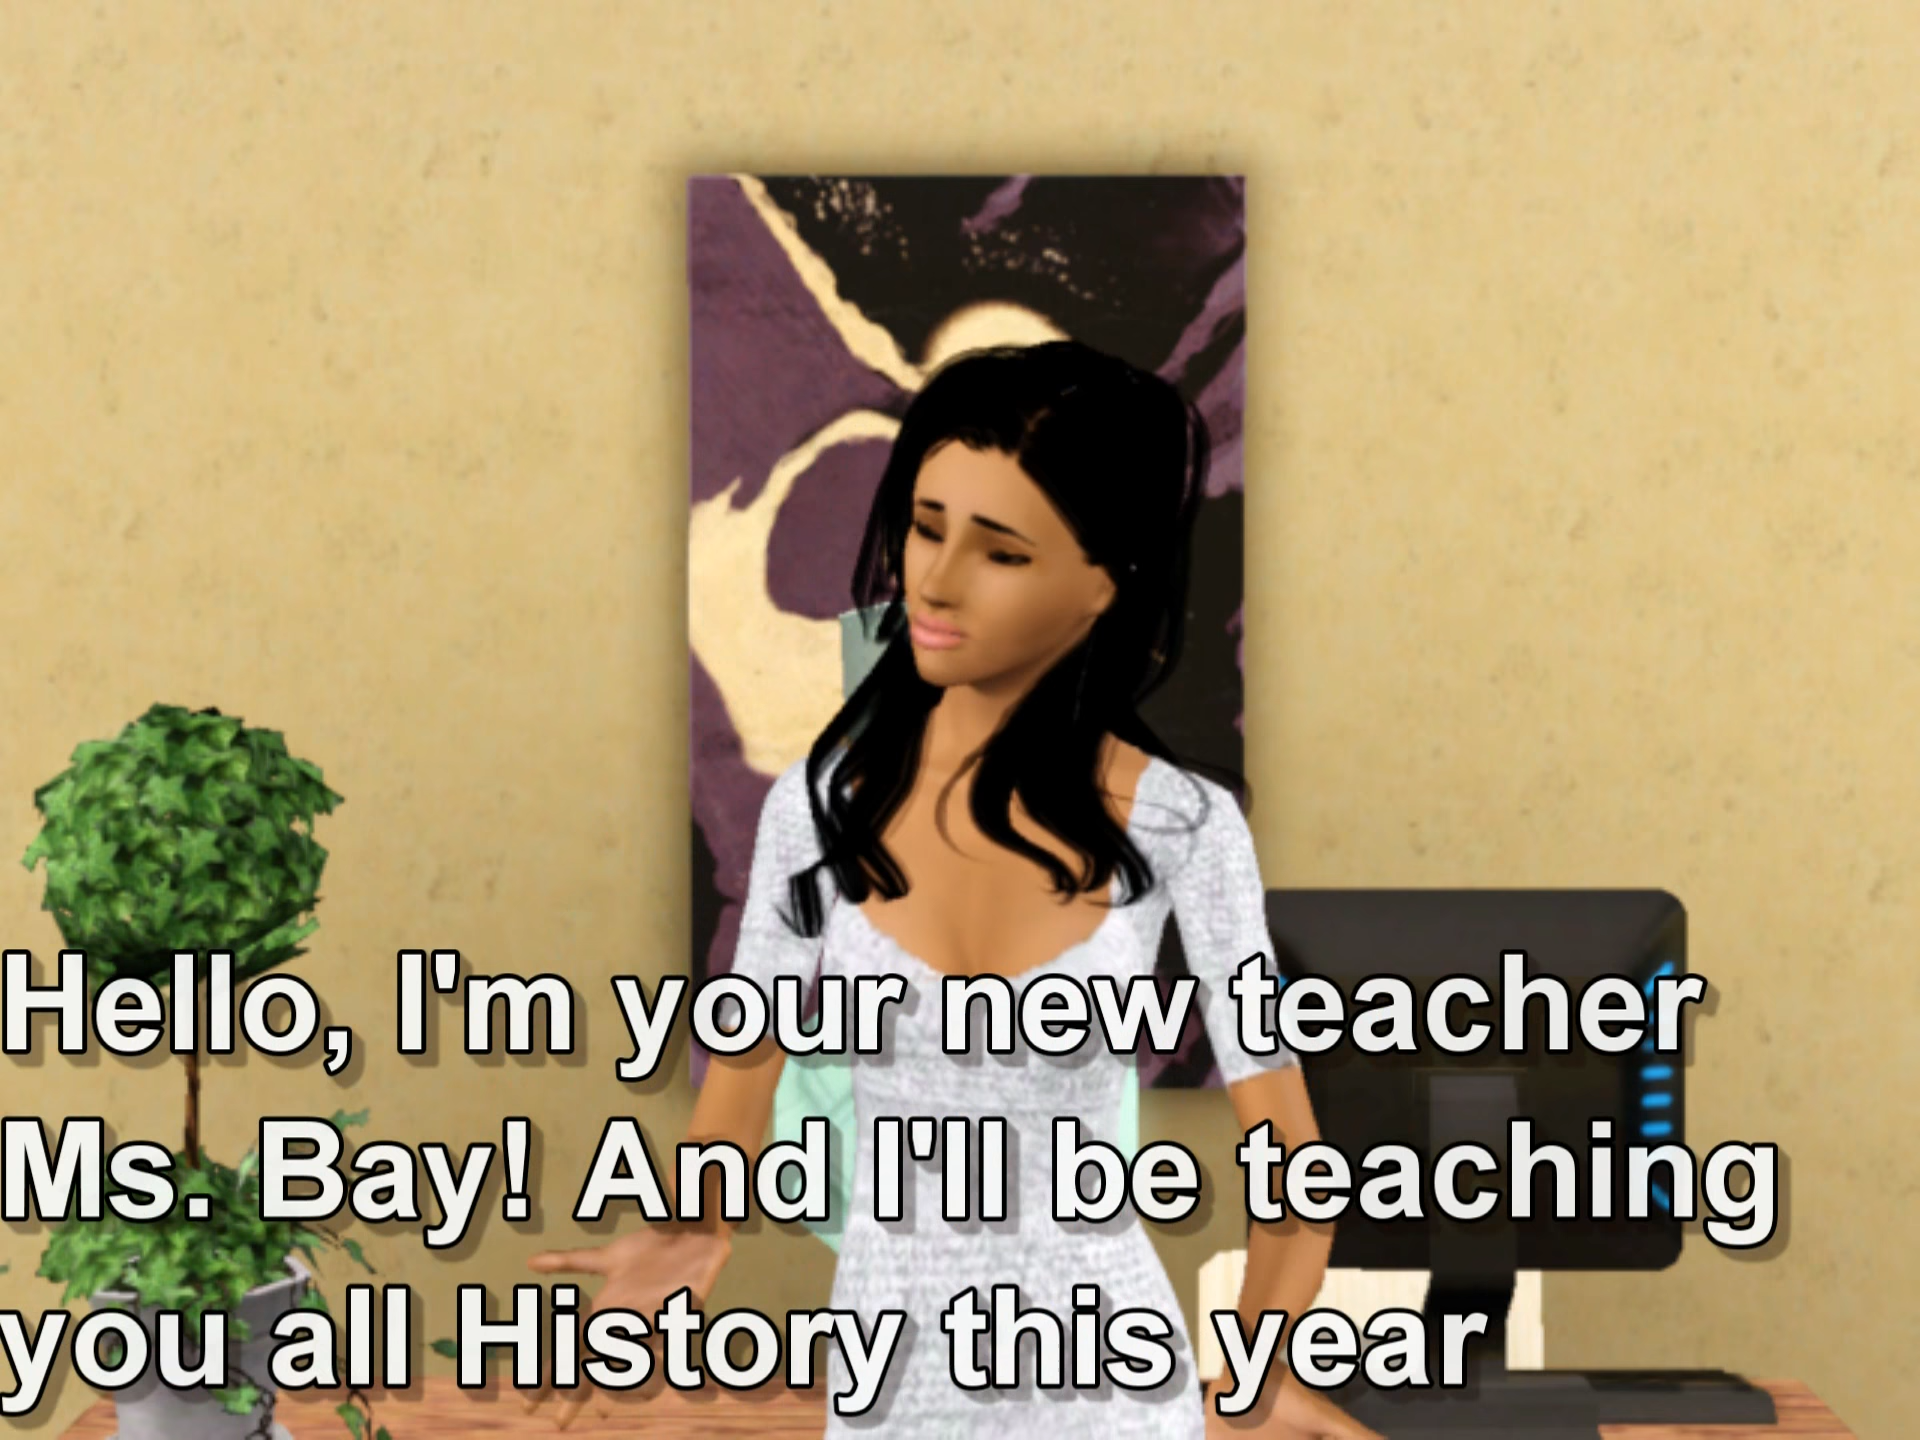 Hello, I'm your new teacher
Ms. Bay! And I'll be teaching
you all History this year